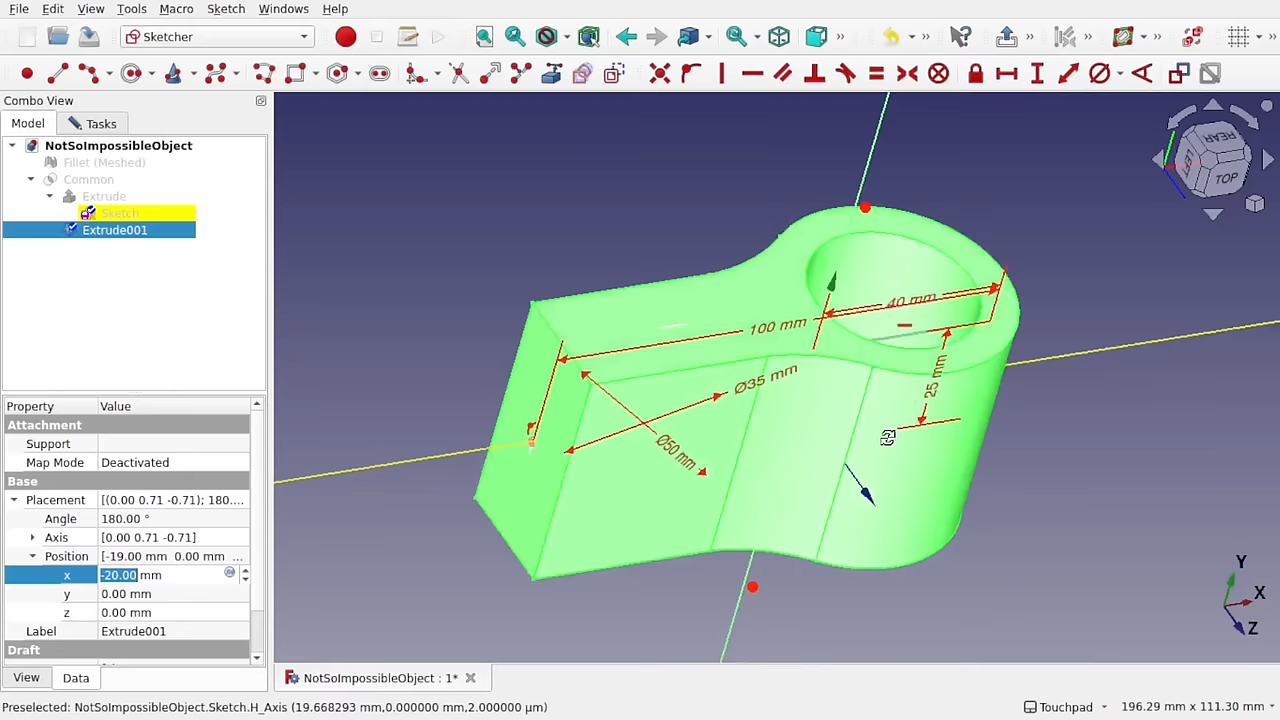 File Edit View Tools Macro Sketch Windows Help
Sketcher
Combo View
Model Tasks
NotSoImpossibleObject
Fillet (Meshed)
Common
Extrude
Sketch
Extrude001
Property Value
Attachment
Support
Map Mode Deactivated
Base
Placement [(0.00 0.71 -0.71); 180....
Angle 180.00 °
Axis [0.00 0.71 -0.71]
Position [-19.00 mm 0.00 mm ...
x -20.00 mm
y 0.00 mm
z 0.00 mm
Label Extrude001
Draft
View Data
REAR
TOP
40 mm
100 mm
Ø35 mm
25 mm
Ø50 mm
Y
X
Z
NotSoImpossibleObject : 1*
Preselected: NotSoImpossibleObject.Sketch.H_Axis (19.668293 mm,0.000000 mm,2.000000 µm)
Touchpad
196.29 mm x 111.30 mm